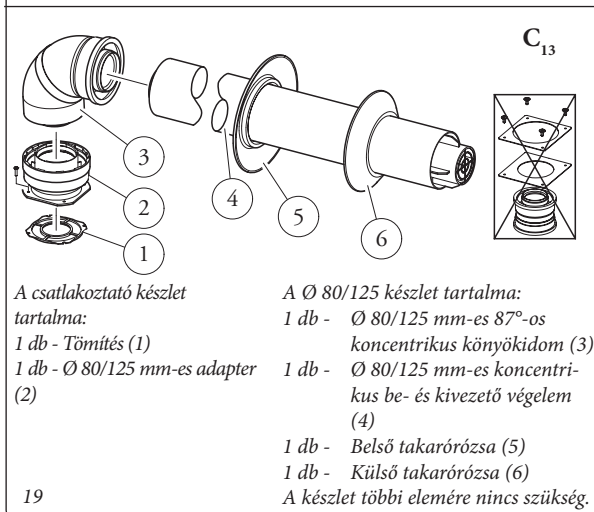 C13
3
2
1
4
5
6
A csatlakoztató készlet
tartalma:
1 db - Tömítés (1)
1 db - Ø 80/125 mm-es adapter
(2)
A Ø 80/125 készlet tartalma:
1 db - Ø 80/125 mm-es 87°-os
koncentrikus könyökidom (3)
1 db - Ø 80/125 mm-es koncentri-
kus be- és kivezető végelem
(4)
1 db - Belső takarórózsa (5)
1 db - Külső takarórózsa (6)
A készlet többi elemére nincs szükség.
19